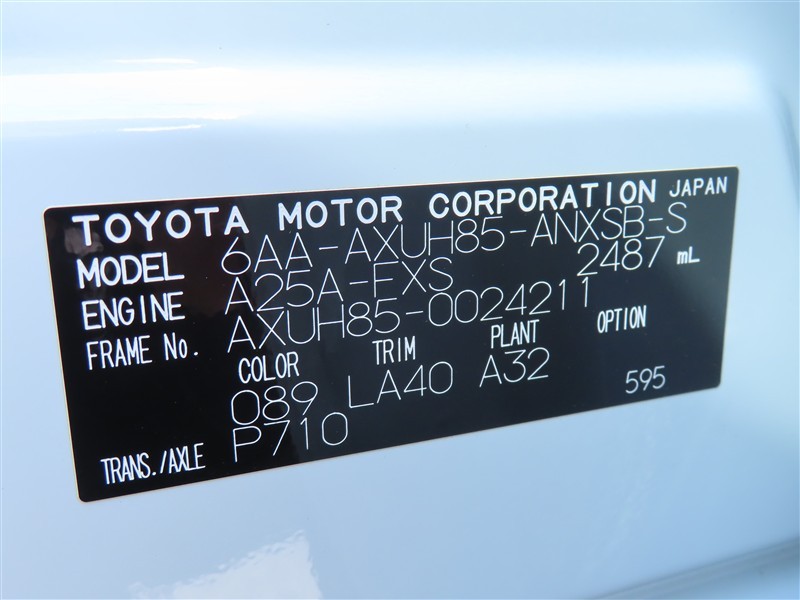 TOYOTA MOTOR CORPORATION JAPAN
MODEL 6AA-AXUH85-ANXSB-S
ENGINE A25A-FXS 2487 mL
FRAME No. AXUH85-0024211
COLOR TRIM PLANT OPTION
089 LA40 A32 595
TRANS./AXLE P710